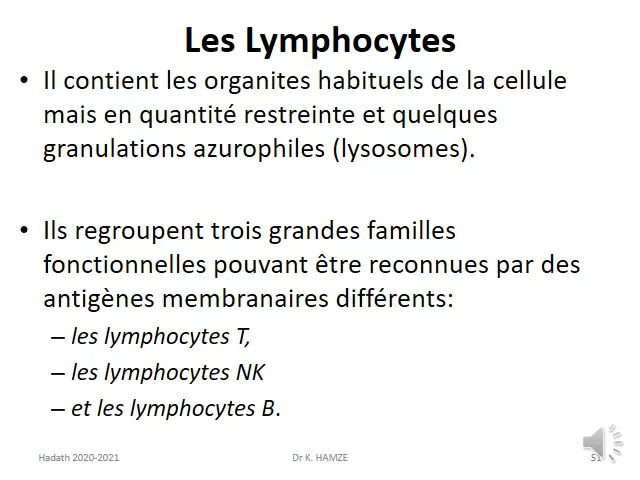 Les Lymphocytes
• Il contient les organites habituels de la cellule
mais en quantité restreinte et quelques
granulations azurophiles (lysosomes).
• Ils regroupent trois grandes familles
fonctionnelles pouvant être reconnues par des
antigènes membranaires différents:
– les lymphocytes T,
– les lymphocytes NK
– et les lymphocytes B.
Hadath 2020-2021
Dr K. HAMZE
51